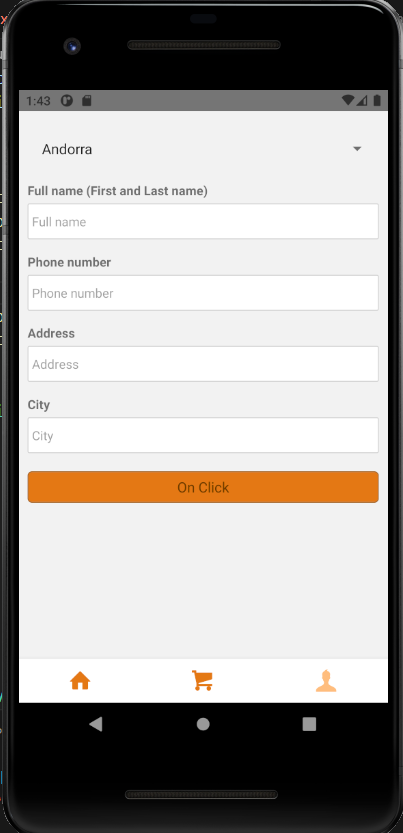 1:43
Andorra
Full name (First and Last name)
Full name
Phone number
Phone number
Address
Address
City
City
On Click